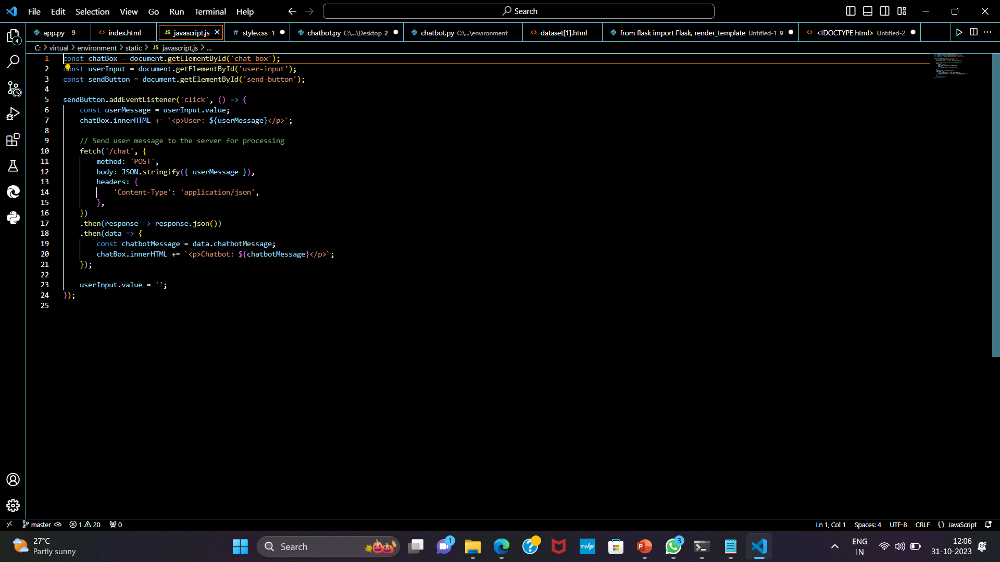 File Edit Selection View Go Run Terminal Help Search
app.py 9 index.html JS javascript.js # style.css 1 chatbot.py C:\...\Desktop 2 chatbot.py C:\...\environment dataset[1].html from flask import Flask, render_template Untitled-1 9 <!DOCTYPE html> Untitled-2
C: > virtual > environment > static > JS javascript.js > ...
1 const chatBox = document.getElementById('chat-box');
2 const userInput = document.getElementById('user-input');
3 const sendButton = document.getElementById('send-button');
4
5 sendButton.addEventListener('click', () => {
6     const userMessage = userInput.value;
7     chatBox.innerHTML += `<p>User: ${userMessage}</p>`;
8
9     // Send user message to the server for processing
10     fetch('/chat', {
11         method: 'POST',
12         body: JSON.stringify({ userMessage }),
13         headers: {
14             'Content-Type': 'application/json',
15         },
16     })
17     .then(response => response.json())
18     .then(data => {
19         const chatbotMessage = data.chatbotMessage;
20         chatBox.innerHTML += `<p>Chatbot: ${chatbotMessage}</p>`;
21     });
22
23     userInput.value = '';
24 });
25
4
master 1 20 0 Ln 1, Col 1 Spaces: 4 UTF-8 CRLF {} JavaScript
27°C
Partly sunny
Search 1 myhp 3
ENG
IN
12:06
31-10-2023